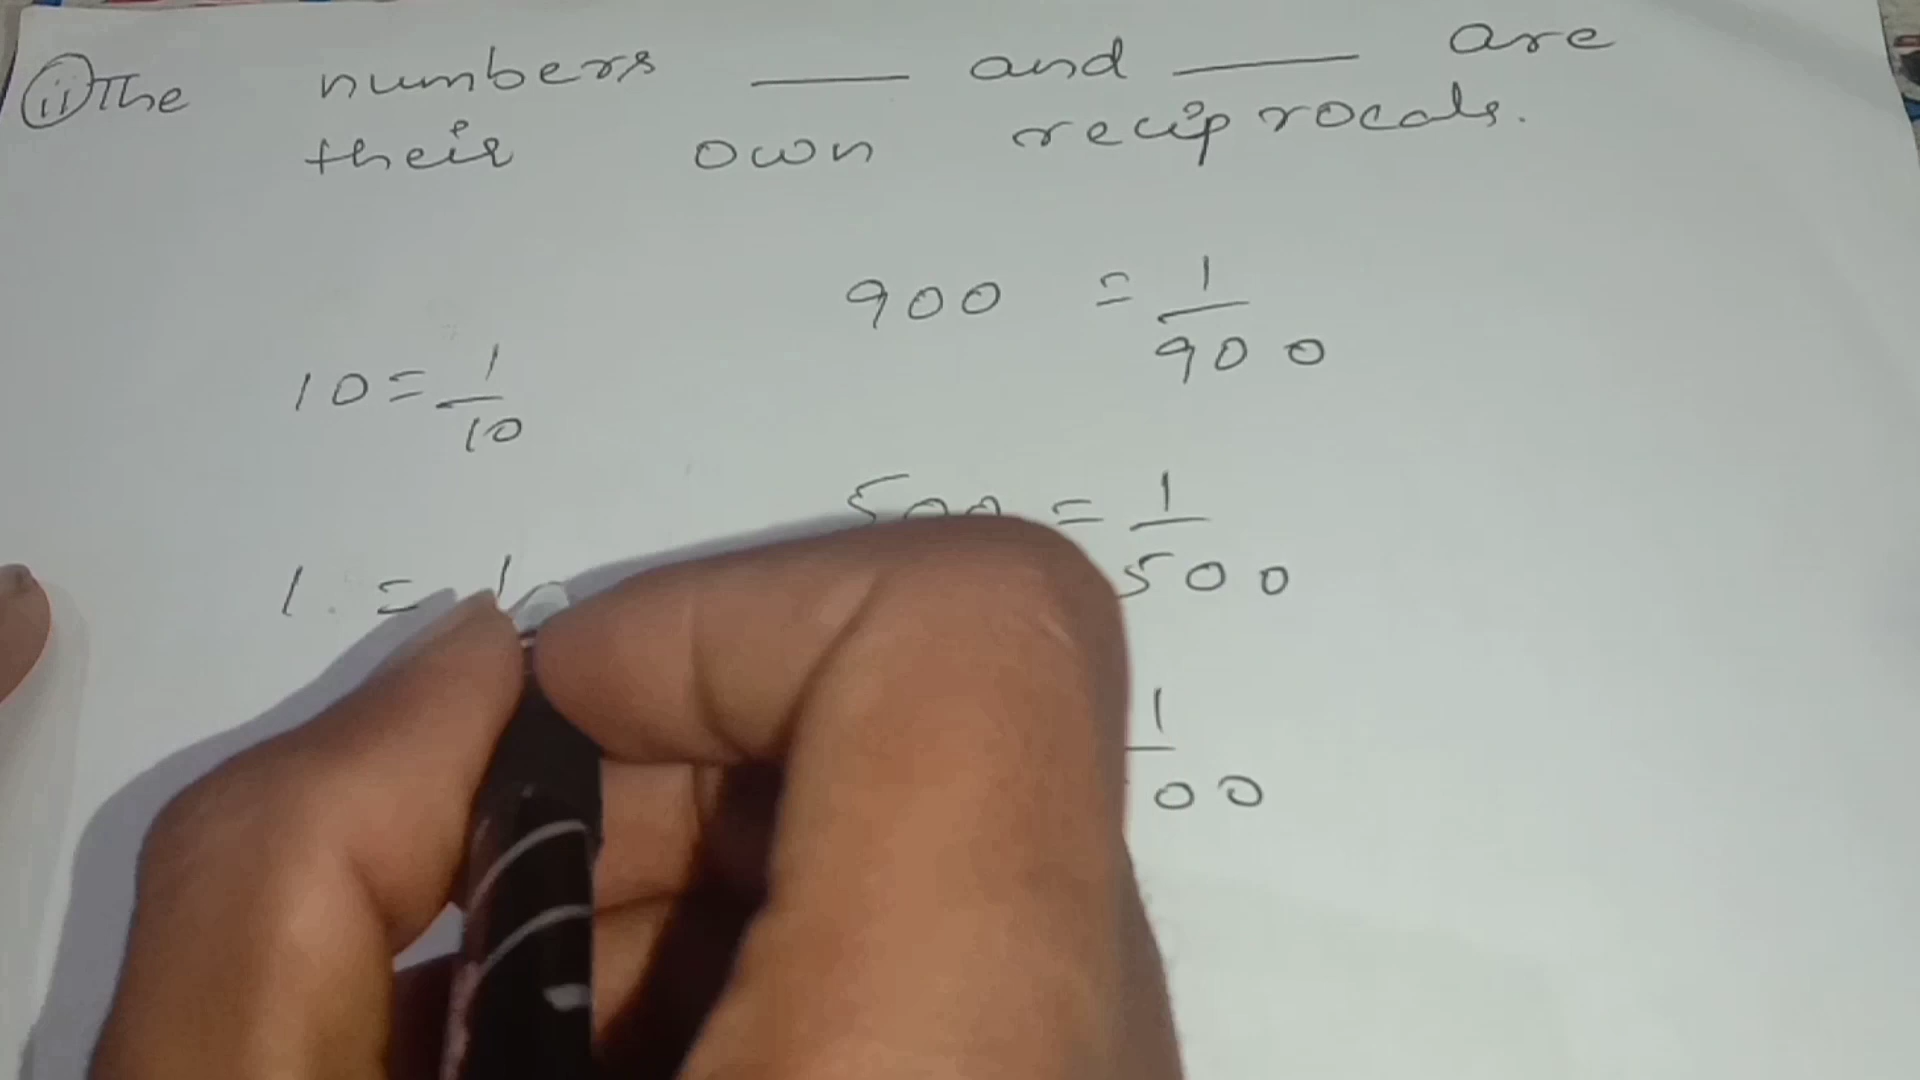 (ii) The numbers ____ and ____ are
their own reciprocals.
900 = 1/900
10 = 1/10
500 = 1/500
1 = 1
1
00